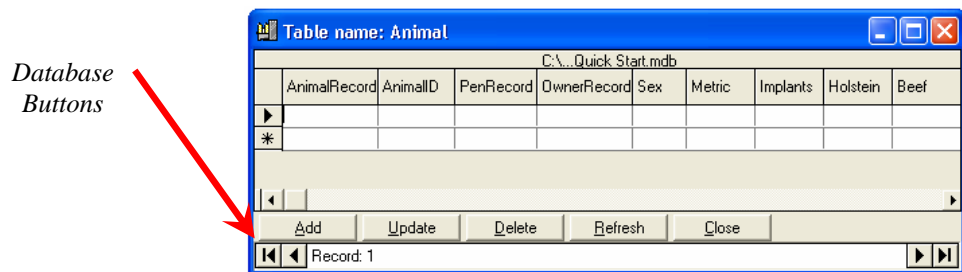 Table name: Animal
C:\...Quick Start.mdb
Database
Buttons
AnimalRecord AnimalID PenRecord OwnerRecord Sex Metric Implants Holstein Beef
Add Update Delete Refresh Close
Record: 1